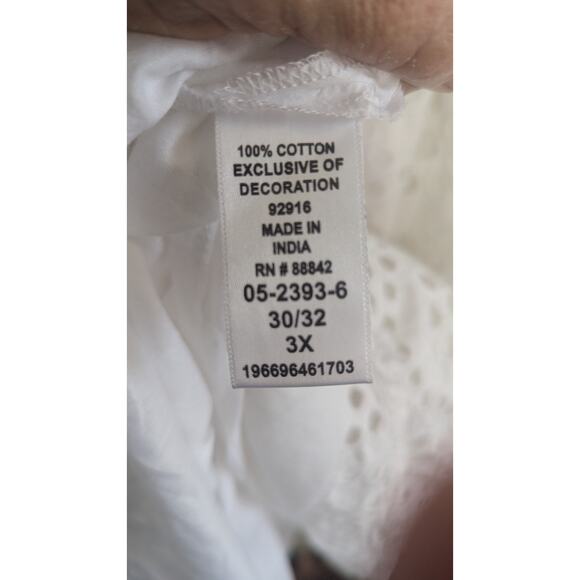 100% COTTON
EXCLUSIVE OF
DECORATION
92916
MADE IN
INDIA
RN # 88842
05-2393-6
30/32
3X
196696461703